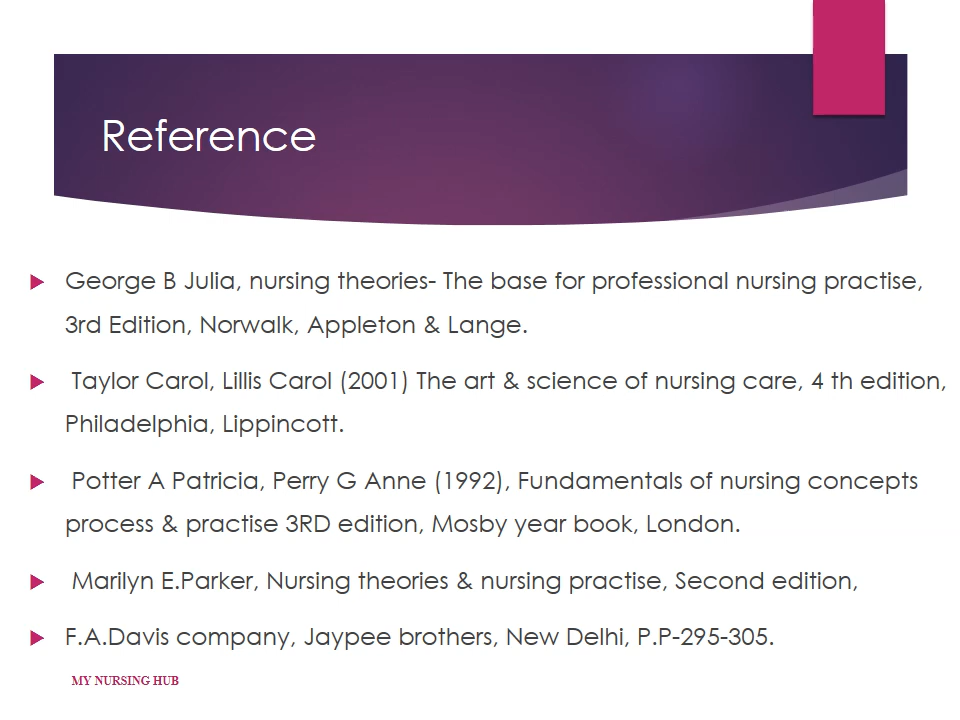 Reference
George B Julia, nursing theories- The base for professional nursing practise,
3rd Edition, Norwalk, Appleton & Lange.
Taylor Carol, Lillis Carol (2001) The art & science of nursing care, 4 th edition,
Philadelphia, Lippincott.
Potter A Patricia, Perry G Anne (1992), Fundamentals of nursing concepts
process & practise 3RD edition, Mosby year book, London.
Marilyn E.Parker, Nursing theories & nursing practise, Second edition,
F.A.Davis company, Jaypee brothers, New Delhi, P.P-295-305.
MY NURSING HUB